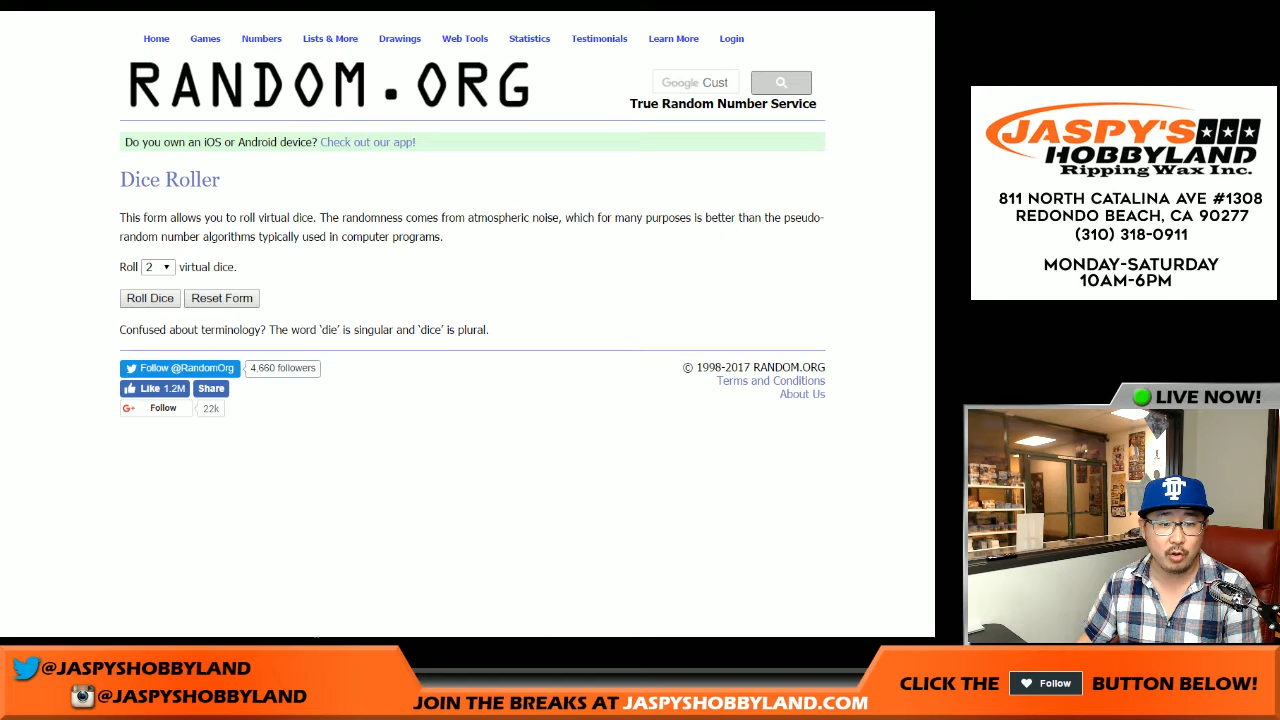 Home Games Numbers Lists & More Drawings Web Tools Statistics Testimonials Learn More Login
RANDOM.ORG
Google Cust
True Random Number Service
Do you own an iOS or Android device? Check out our app!
Dice Roller
This form allows you to roll virtual dice. The randomness comes from atmospheric noise, which for many purposes is better than the pseudo-
random number algorithms typically used in computer programs.
Roll 2 virtual dice.
Roll Dice Reset Form
Confused about terminology? The word ‘die’ is singular and ‘dice’ is plural.
Follow @RandomOrg 4,660 followers
Like 1.2M Share
G+ Follow 22k
© 1998-2017 RANDOM.ORG
Terms and Conditions
About Us
JASPY'S
HOBBYLAND
Ripping Wax Inc.
811 NORTH CATALINA AVE #1308
REDONDO BEACH, CA 90277
(310) 318-0911
MONDAY-SATURDAY
10AM-6PM
LIVE NOW!
@JASPYSHOBBYLAND
@JASPYSHOBBYLAND
JOIN THE BREAKS AT JASPYSHOBBYLAND.COM
CLICK THE Follow BUTTON BELOW!